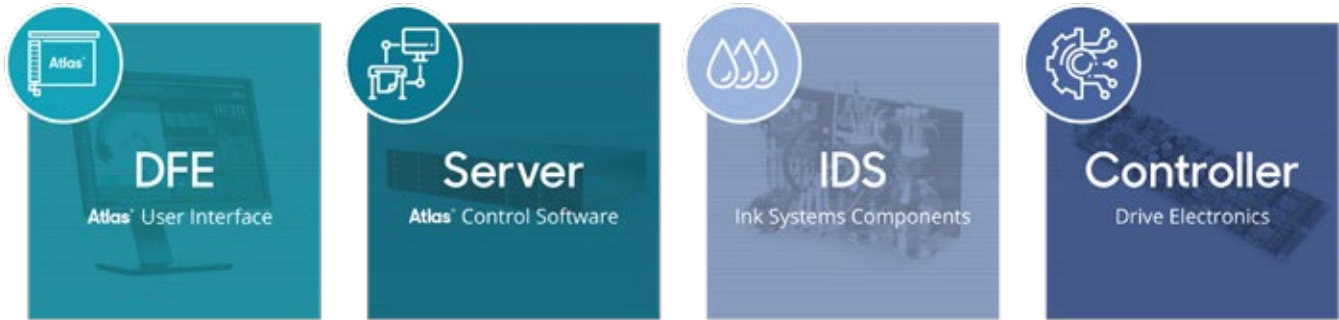 Atlas®
DFE
Atlas® User Interface
Server
Atlas® Control Software
IDS
Ink Systems Components
Controller
Drive Electronics